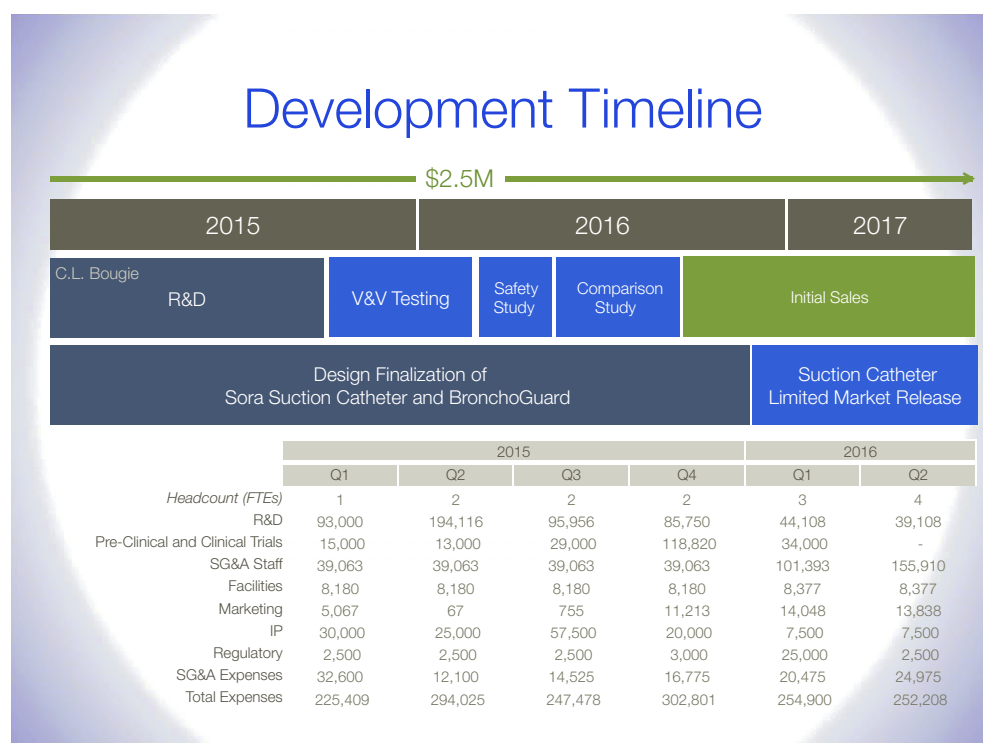 Development Timeline
$2.5M
2015 2016 2017
C.L. Bougie
R&D
V&V Testing
Safety
Study
Comparison
Study
Initial Sales
Design Finalization of
Sora Suction Catheter and BronchoGuard
Suction Catheter
Limited Market Release
2015 2016
Q1 Q2 Q3 Q4 Q1 Q2
Headcount (FTEs) 1 2 2 2 3 4
R&D 93,000 194,116 95,956 85,750 44,108 39,108
Pre-Clinical and Clinical Trials 15,000 13,000 29,000 118,820 34,000 -
SG&A Staff 39,063 39,063 39,063 39,063 101,393 155,910
Facilities 8,180 8,180 8,180 8,180 8,377 8,377
Marketing 5,067 67 755 11,213 14,048 13,838
IP 30,000 25,000 57,500 20,000 7,500 7,500
Regulatory 2,500 2,500 2,500 3,000 25,000 2,500
SG&A Expenses 32,600 12,100 14,525 16,775 20,475 24,975
Total Expenses 225,409 294,025 247,478 302,801 254,900 252,208